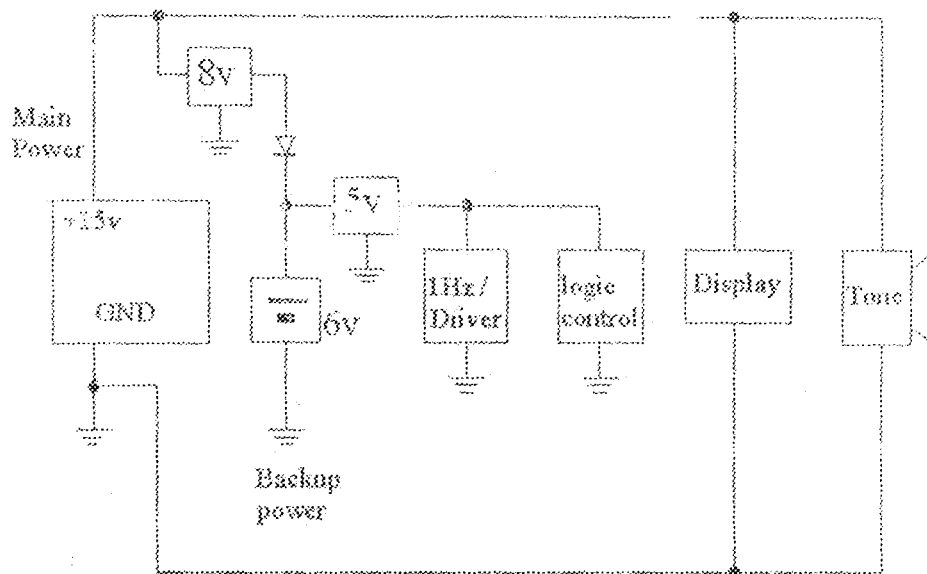 8V
Main
Power
+15v
5V
GND
6V
1Hz /
Driver
logic
control
Display
Tone
Backup
power